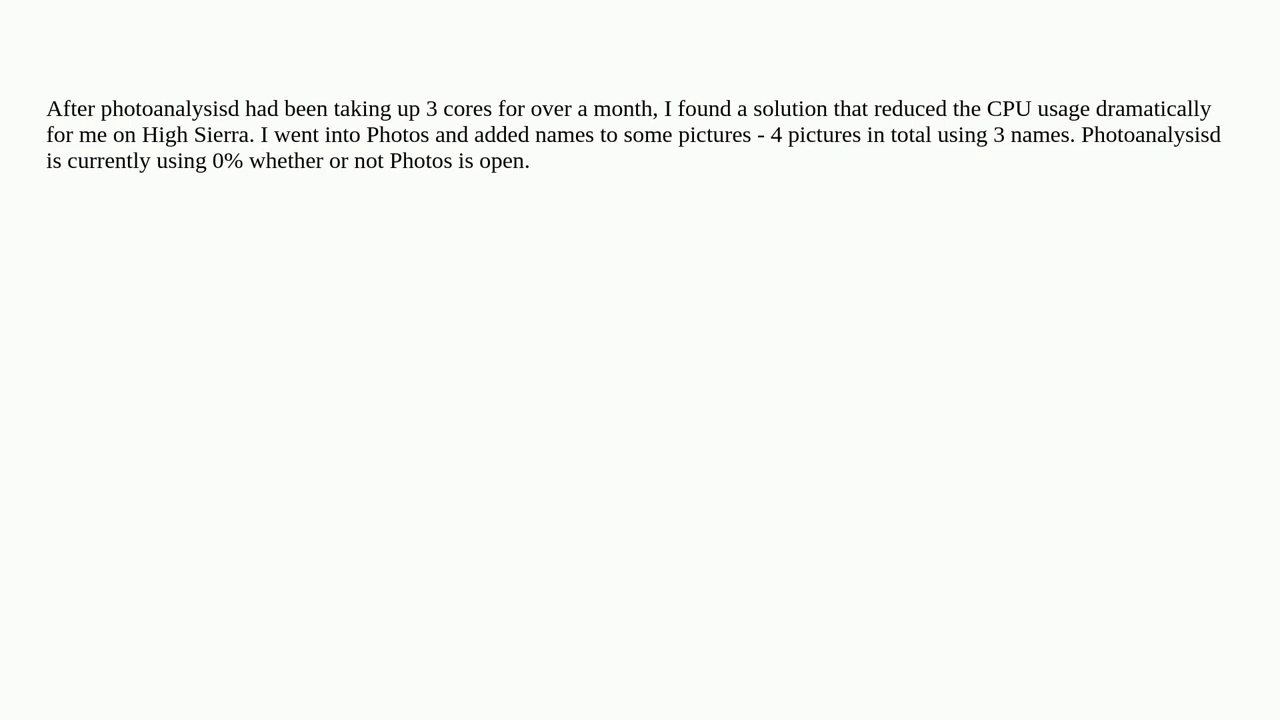 After photoanalysisd had been taking up 3 cores for over a month, I found a solution that reduced the CPU usage dramatically
for me on High Sierra. I went into Photos and added names to some pictures - 4 pictures in total using 3 names. Photoanalysisd
is currently using 0% whether or not Photos is open.